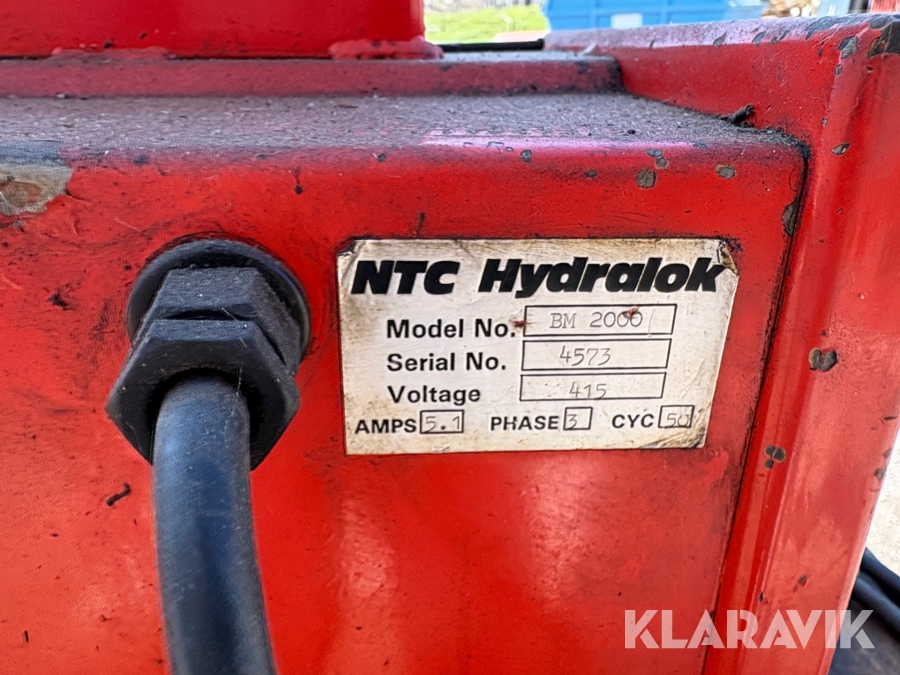 NTC Hydralok
Model No. BM 2000
Serial No. 4573
Voltage 415
AMPS 5.1 PHASE 3 CYC 50
KLARAVIK